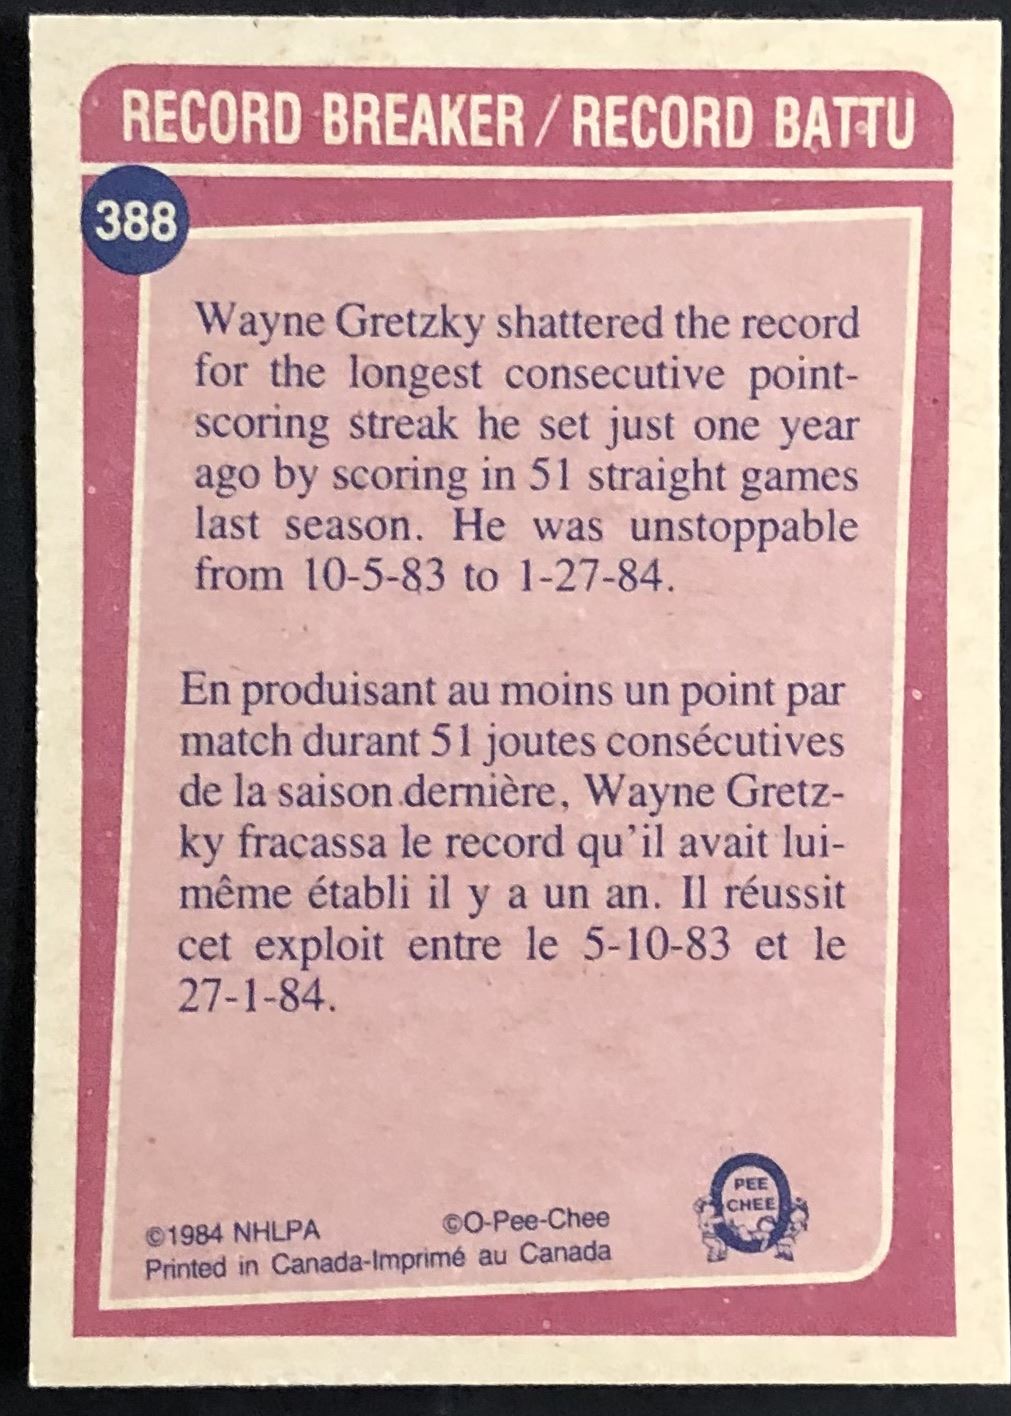 RECORD BREAKER / RECORD BATTU
388
Wayne Gretzky shattered the record
for the longest consecutive point-
scoring streak he set just one year
ago by scoring in 51 straight games
last season. He was unstoppable
from 10-5-83 to 1-27-84.
En produisant au moins un point par
match durant 51 joutes consécutives
de la saison dernière, Wayne Gretz-
ky fracassa le record qu'il avait lui-
même établi il y a un an. Il réussit
cet exploit entre le 5-10-83 et le
27-1-84.
©1984 NHLPA ©O-Pee-Chee
Printed in Canada-Imprimé au Canada
O
PEE
CHEE